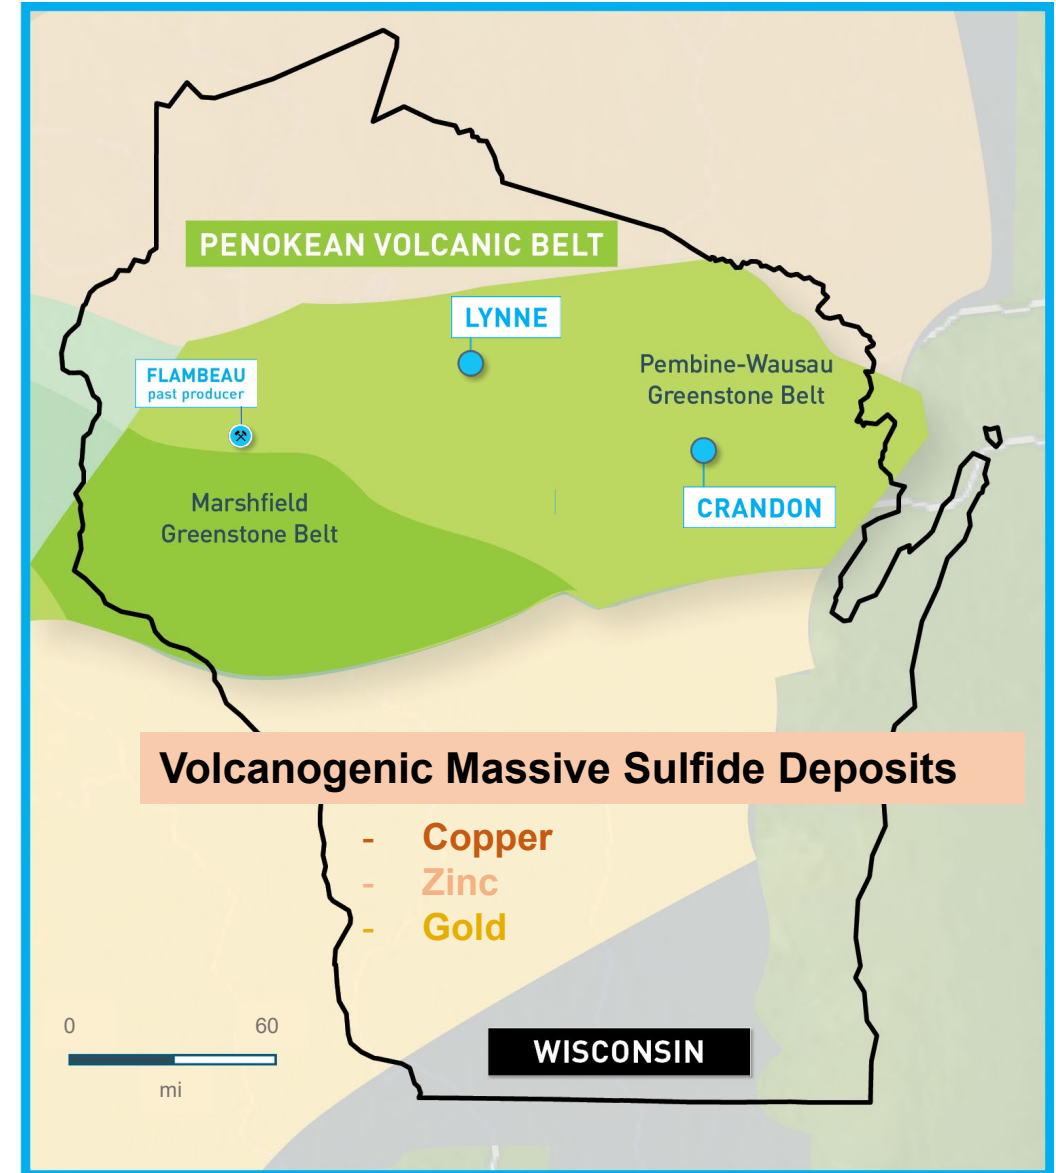 PENOKEAN VOLCANIC BELT
LYNNE
FLAMBEAU
past producer
Pembine-Wausau
Greenstone Belt
Marshfield
Greenstone Belt
CRANDON
Volcanogenic Massive Sulfide Deposits
- Copper
- Zinc
- Gold
0 60
mi
WISCONSIN